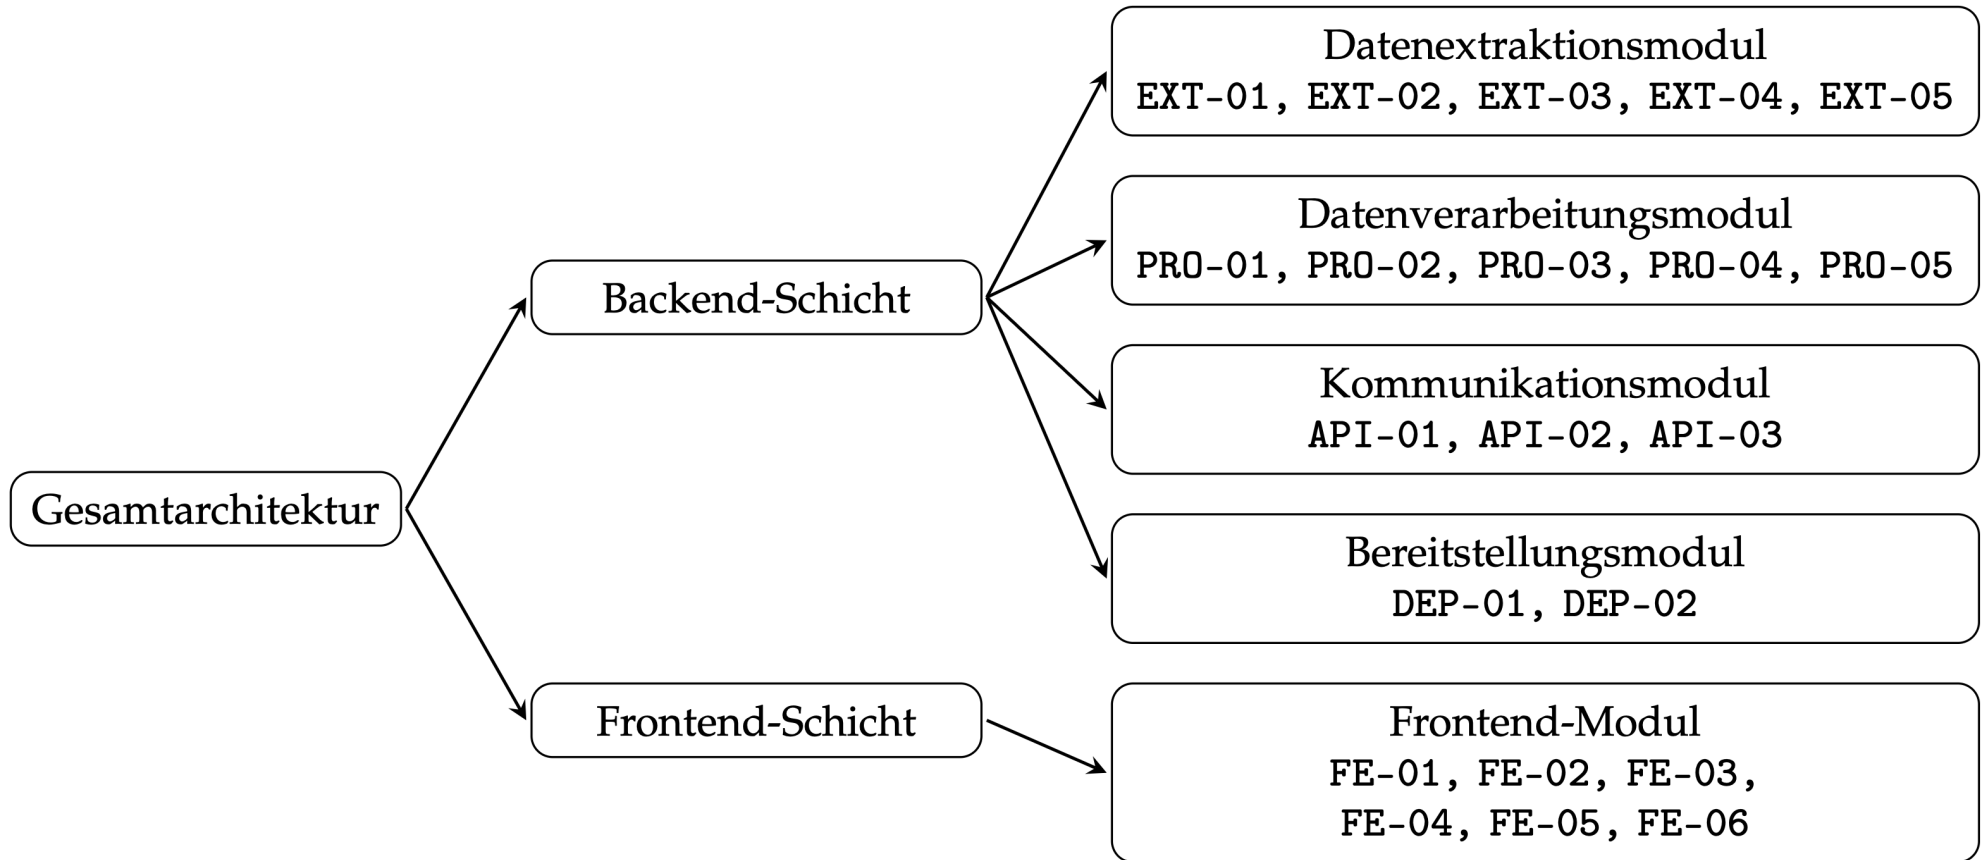 Gesamtarchitektur
Backend-Schicht
Frontend-Schicht
Datenextraktionsmodul
EXT-01, EXT-02, EXT-03, EXT-04, EXT-05
Datenverarbeitungsmodul
PRO-01, PRO-02, PRO-03, PRO-04, PRO-05
Kommunikationsmodul
API-01, API-02, API-03
Bereitstellungsmodul
DEP-01, DEP-02
Frontend-Modul
FE-01, FE-02, FE-03,
FE-04, FE-05, FE-06